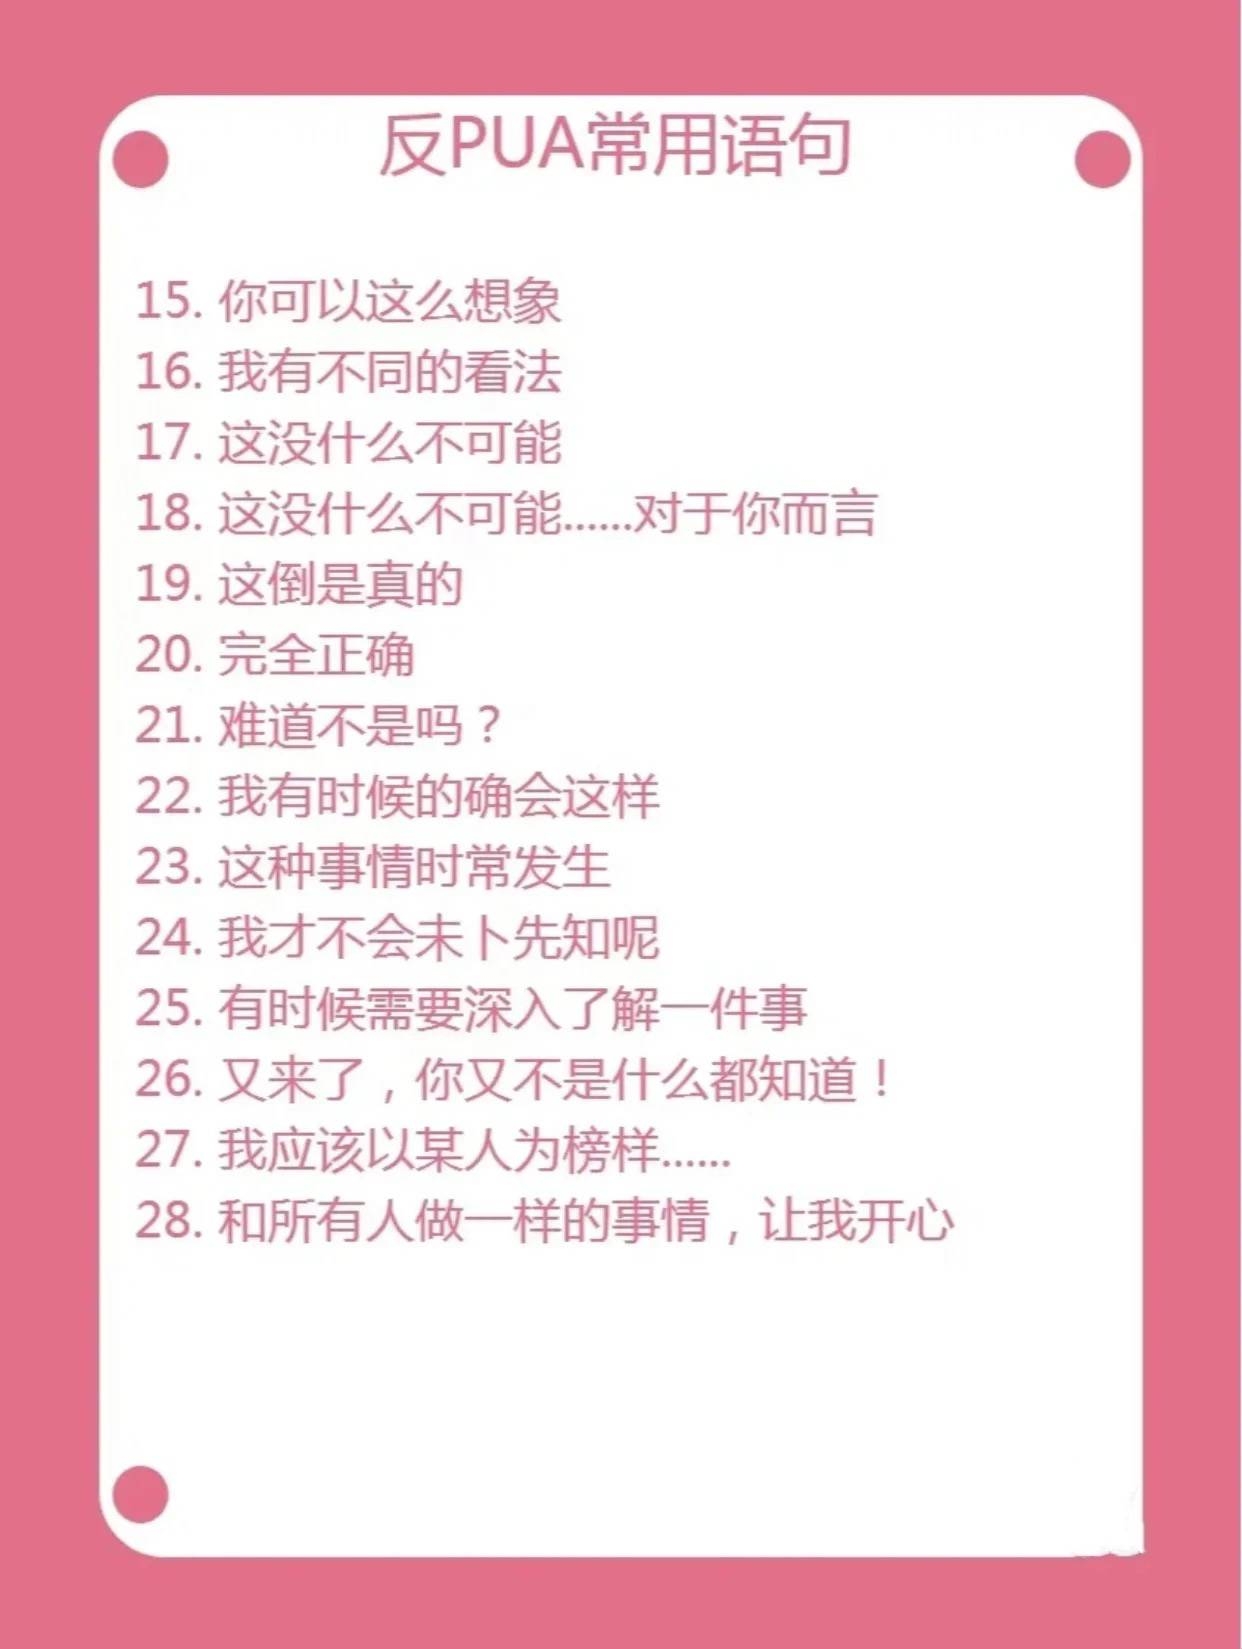 反PUA常用语句
15. 你可以这么想象
16. 我有不同的看法
17. 这没什么不可能
18. 这没什么不可能......对于你而言
19. 这倒是真的
20. 完全正确
21. 难道不是吗？
22. 我有时候的确会这样
23. 这种事情时常发生
24. 我才不会未卜先知呢
25. 有时候需要深入了解一件事
26. 又来了，你又不是什么都知道！
27. 我应该以某人为榜样......
28. 和所有人做一样的事情，让我开心